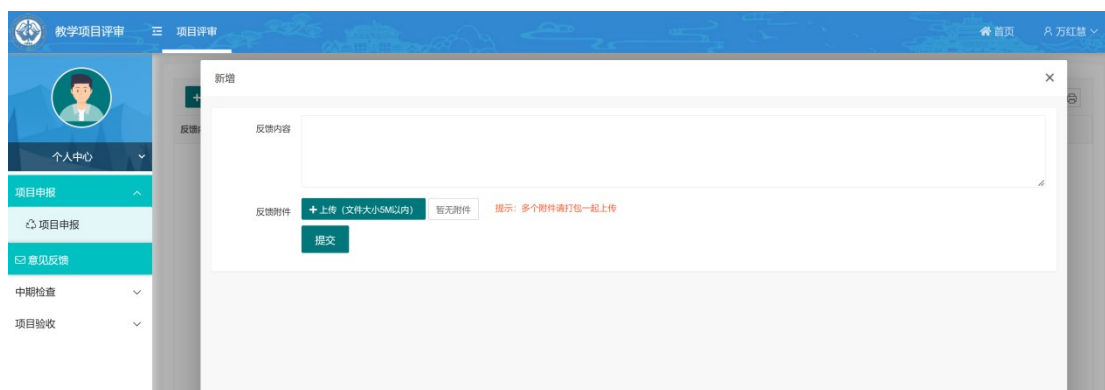 教学项目评审
项目评审
首页
万红慧
个人中心
项目申报
项目申报
意见反馈
中期检查
项目验收
新增
反馈内容
反馈附件
+上传（文件大小5M以内）
暂无附件
提示：多个附件请打包一起上传
提交